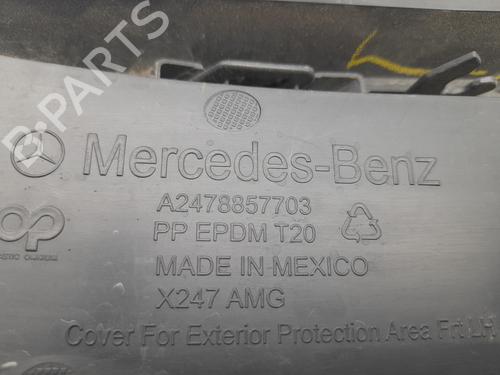 B-PARTS
Mercedes-Benz
A2478857703
PP EPDM T20
MADE IN MEXICO
X247 AMG
Cover For Exterior Protection Area Frt LH